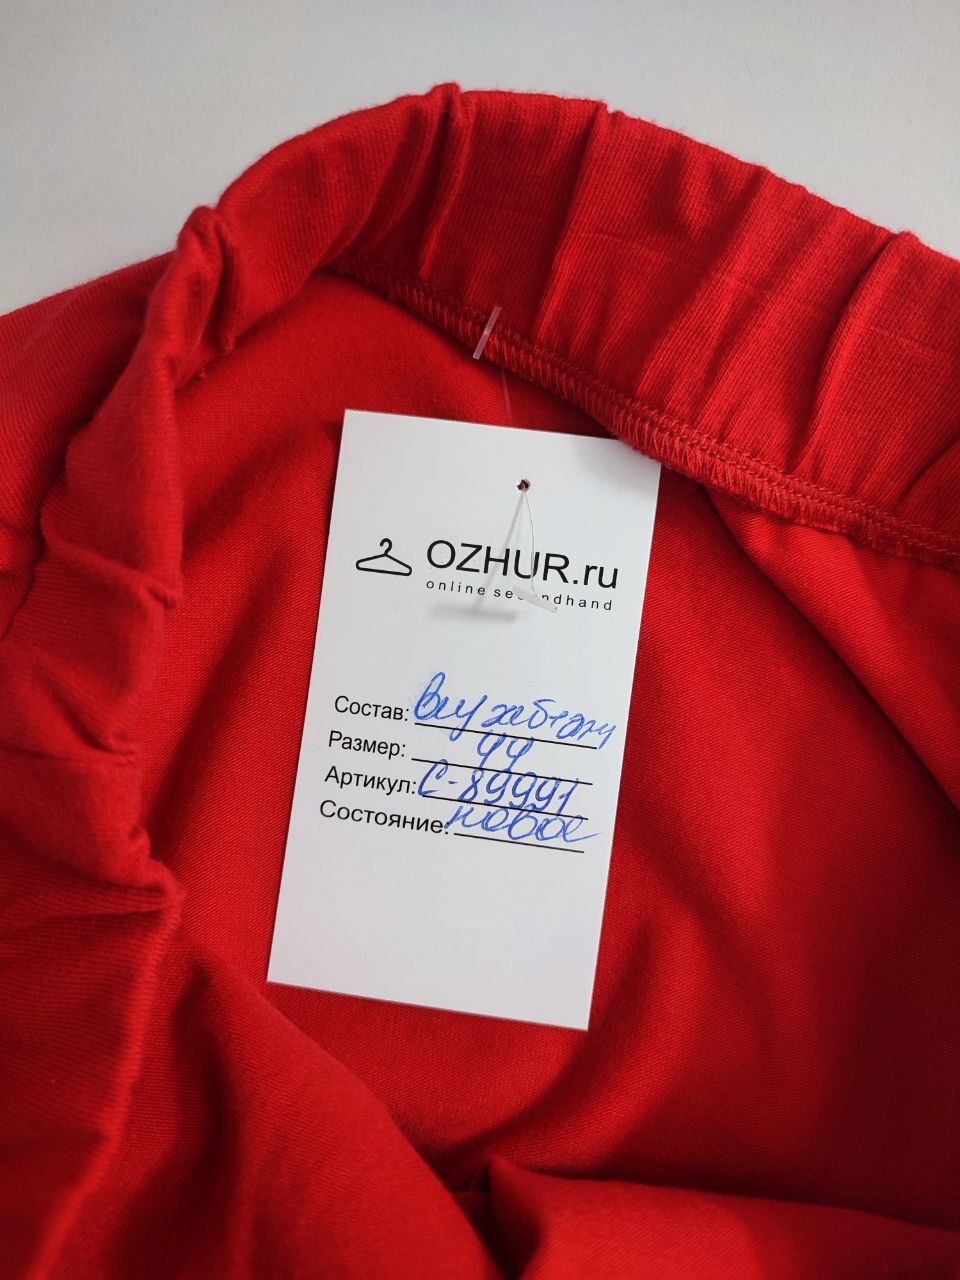 OZHUR.ru
online secondhand
Состав:
Размер: 44
Артикул: С-89991
Состояние: новое